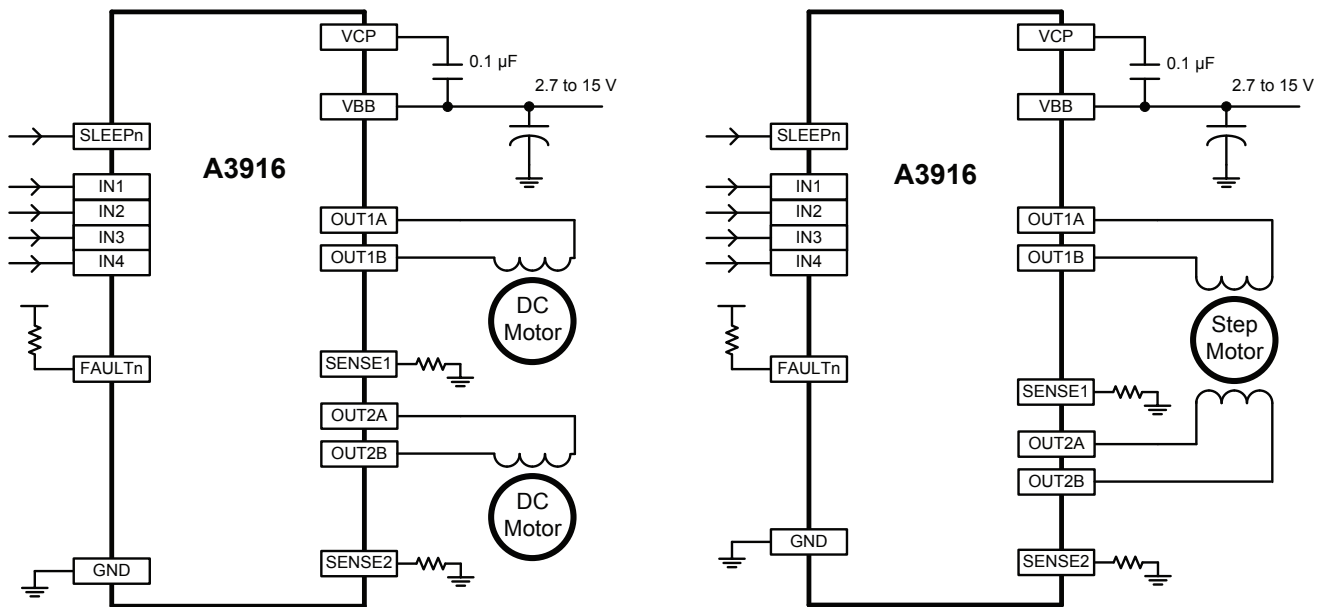 VCP
0.1 µF
2.7 to 15 V
VBB
SLEEPn
A3916
IN1
IN2
IN3
IN4
OUT1A
OUT1B
DC
Motor
FAULTn
SENSE1
OUT2A
OUT2B
DC
Motor
GND
SENSE2
VCP
0.1 µF
2.7 to 15 V
VBB
SLEEPn
A3916
IN1
IN2
IN3
IN4
OUT1A
OUT1B
Step
Motor
FAULTn
SENSE1
OUT2A
OUT2B
GND
SENSE2